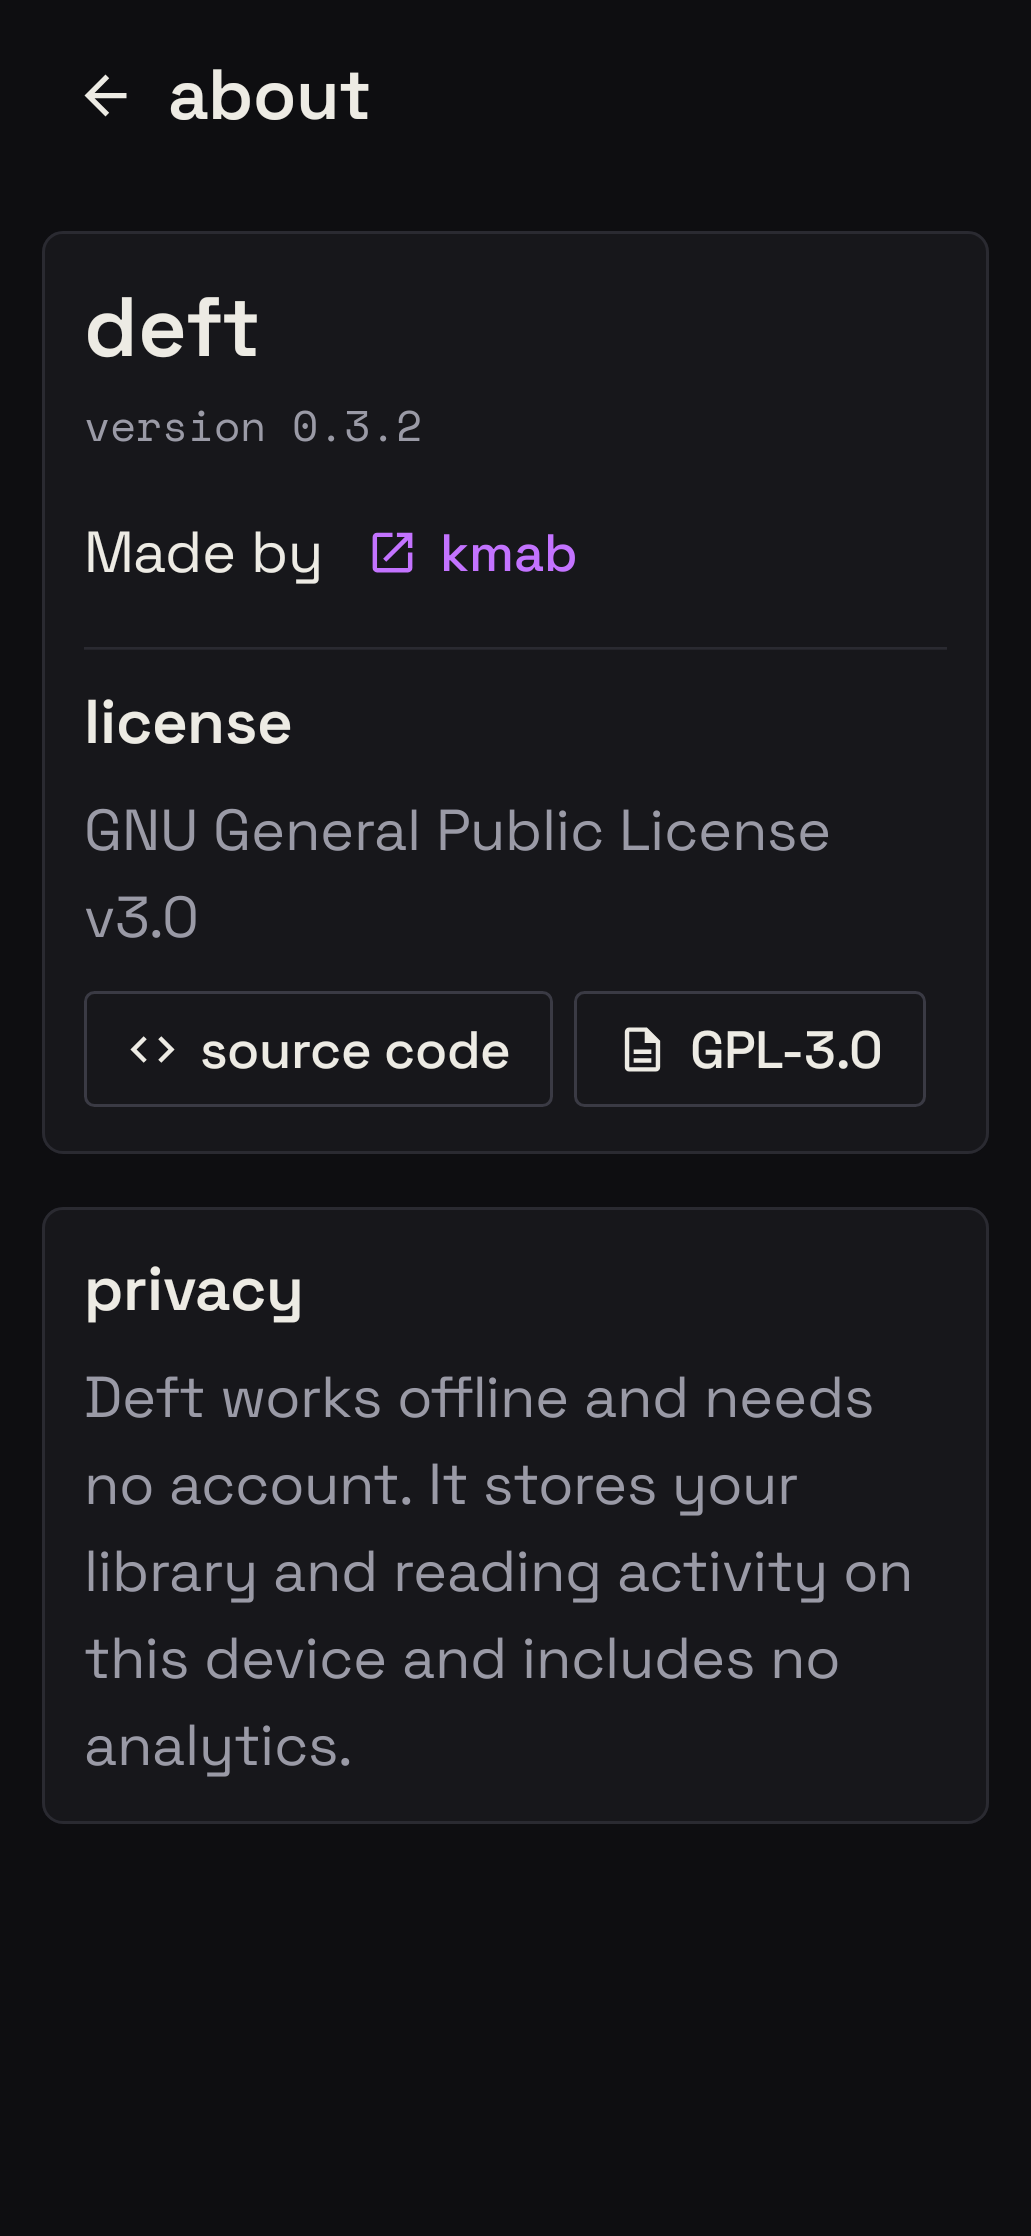 about
deft
version 0.3.2
Made by kmab
license
GNU General Public License
v3.0
source code GPL-3.0
privacy
Deft works offline and needs
no account. It stores your
library and reading activity on
this device and includes no
analytics.